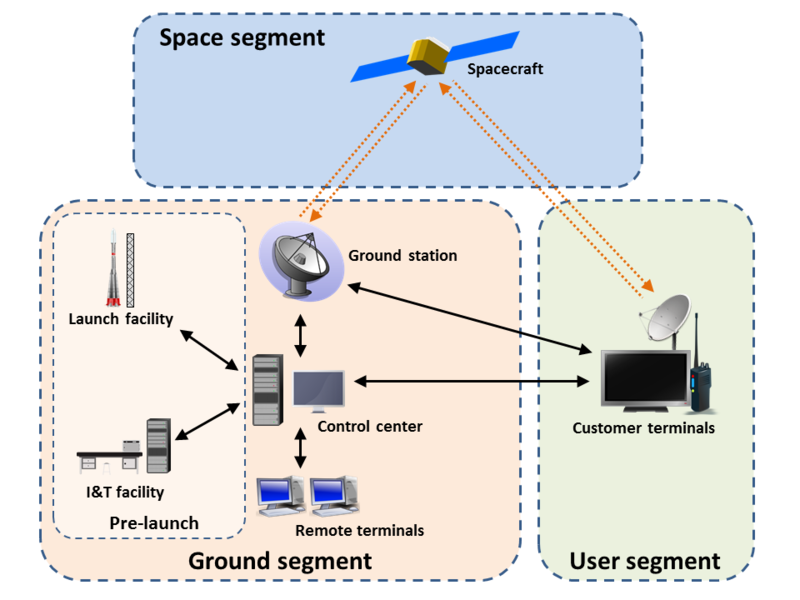 Space segment
Spacecraft
Ground station
Launch facility
Control center
Customer terminals
I&T facility
Pre-launch
Remote terminals
Ground segment
User segment